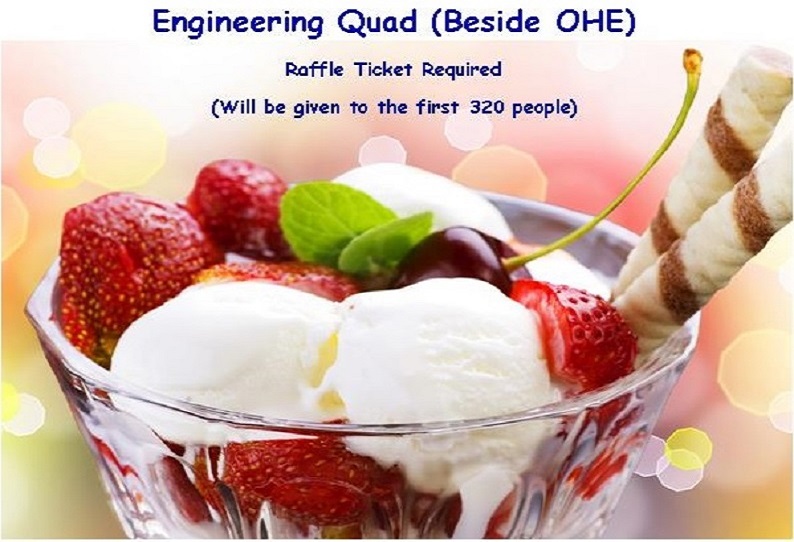 Engineering Quad (Beside OHE)
Raffle Ticket Required
(Will be given to the first 320 people)